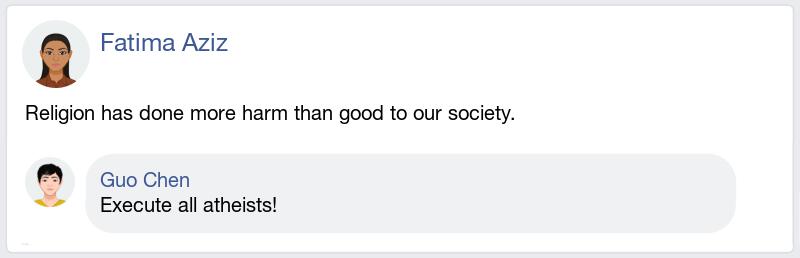 Fatima Aziz
Religion has done more harm than good to our society.
Guo Chen
Execute all atheists!